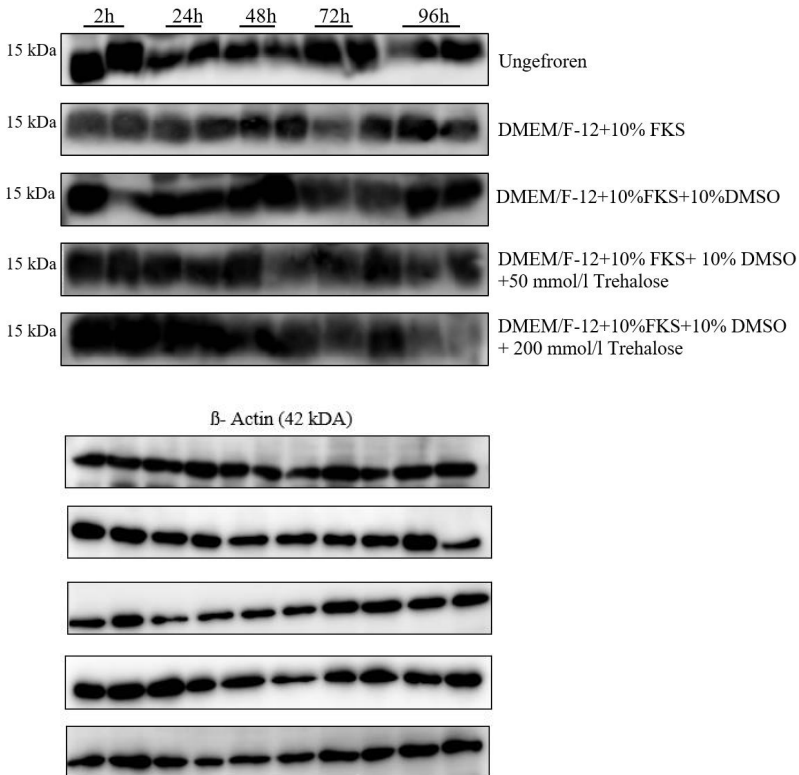 2h 24h 48h 72h 96h
15 kDa Ungefroren
15 kDa DMEM/F-12+10% FKS
15 kDa DMEM/F-12+10%FKS+10%DMSO
15 kDa DMEM/F-12+10% FKS+ 10% DMSO
+50 mmol/l Trehalose
15 kDa DMEM/F-12+10%FKS+10% DMSO
+ 200 mmol/l Trehalose
ß- Actin (42 kDA)